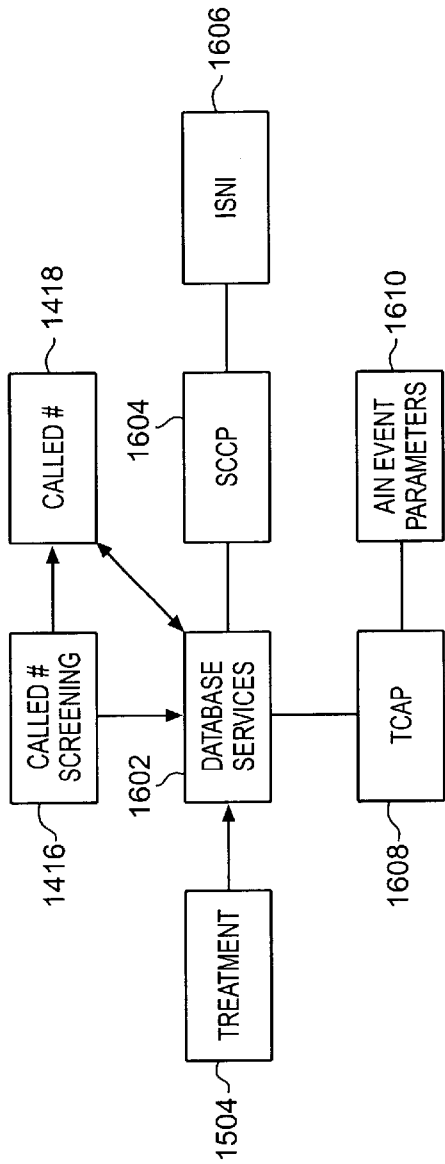 1416
CALLED #
SCREENING
CALLED #
1418
1504
TREATMENT
1602
DATABASE
SERVICES
1604
SCCP
ISNI
1606
1608
TCAP
AIN EVENT
PARAMETERS
1610